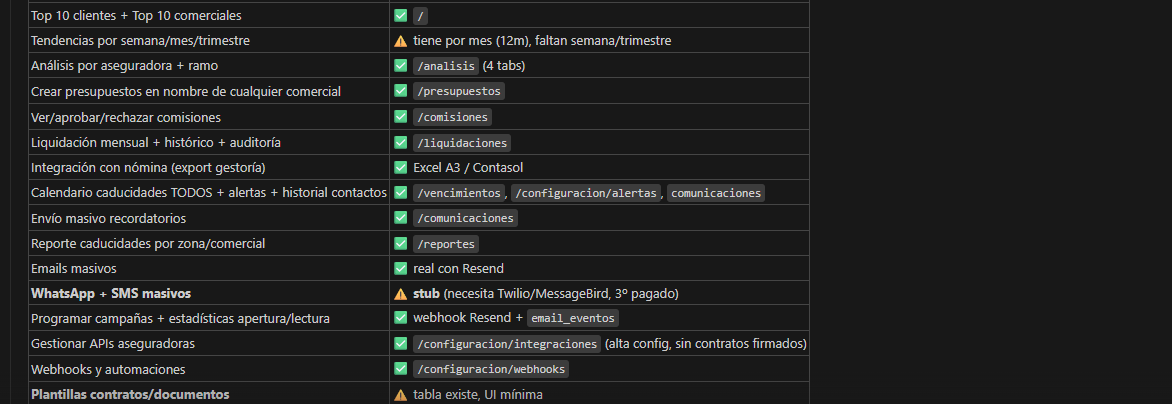 Top 10 clientes + Top 10 comerciales ✅ /
Tendencias por semana/mes/trimestre ⚠️ tiene por mes (12m), faltan semana/trimestre
Análisis por aseguradora + ramo ✅ /analisis (4 tabs)
Crear presupuestos en nombre de cualquier comercial ✅ /presupuestos
Ver/aprobar/rechazar comisiones ✅ /comisiones
Liquidación mensual + histórico + auditoría ✅ /liquidaciones
Integración con nómina (export gestoría) ✅ Excel A3 / Contasol
Calendario caducidades TODOS + alertas + historial contactos ✅ /vencimientos, /configuracion/alertas, comunicaciones
Envío masivo recordatorios ✅ /comunicaciones
Reporte caducidades por zona/comercial ✅ /reportes
Emails masivos ✅ real con Resend
WhatsApp + SMS masivos ⚠️ stub (necesita Twilio/MessageBird, 3º pagado)
Programar campañas + estadísticas apertura/lectura ✅ webhook Resend + email_eventos
Gestionar APIs aseguradoras ✅ /configuracion/integraciones (alta config, sin contratos firmados)
Webhooks y automaciones ✅ /configuracion/webhooks
Plantillas contratos/documentos ⚠️ tabla existe, UI mínima